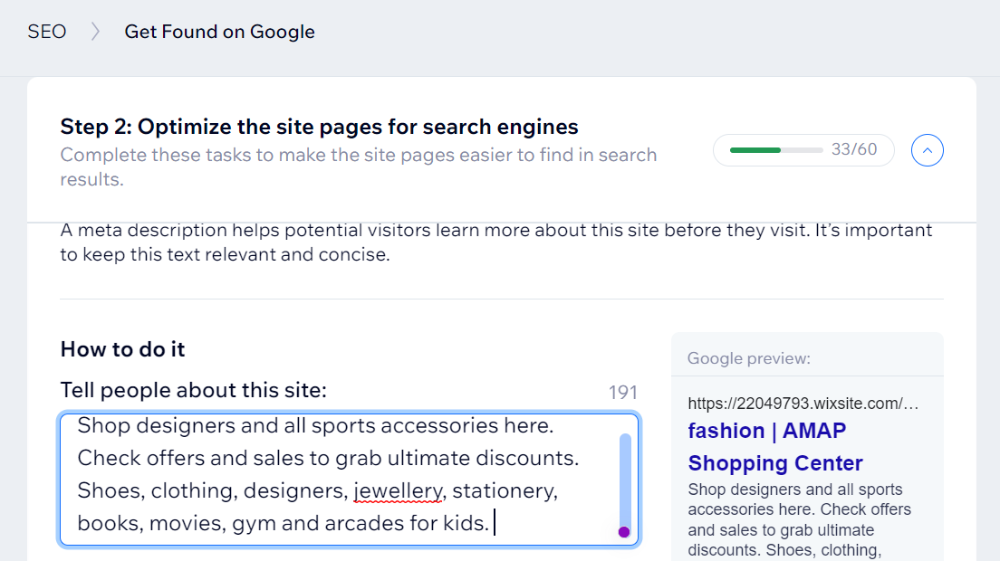 SEO > Get Found on Google
Step 2: Optimize the site pages for search engines
Complete these tasks to make the site pages easier to find in search
results.
33/60
A meta description helps potential visitors learn more about this site before they visit. It's important
to keep this text relevant and concise.
How to do it
Tell people about this site:
191
Shop designers and all sports accessories here.
Check offers and sales to grab ultimate discounts.
Shoes, clothing, designers, jewellery, stationery,
books, movies, gym and arcades for kids.
Google preview:
https://22049793.wixsite.com/...
fashion | AMAP
Shopping Center
Shop designers and all sports
accessories here. Check offers
and sales to grab ultimate
discounts. Shoes, clothing,